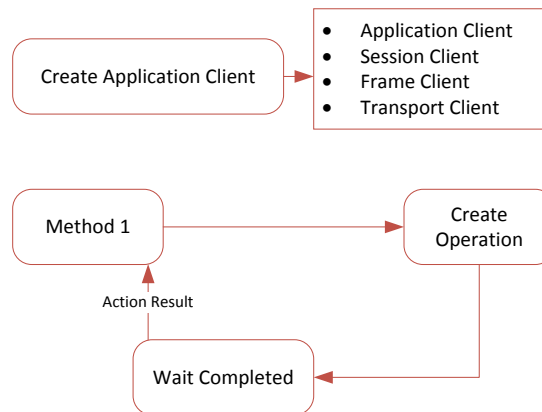 Create Application Client
• Application Client
• Session Client
• Frame Client
• Transport Client
Method 1
Create
Operation
Action Result
Wait Completed